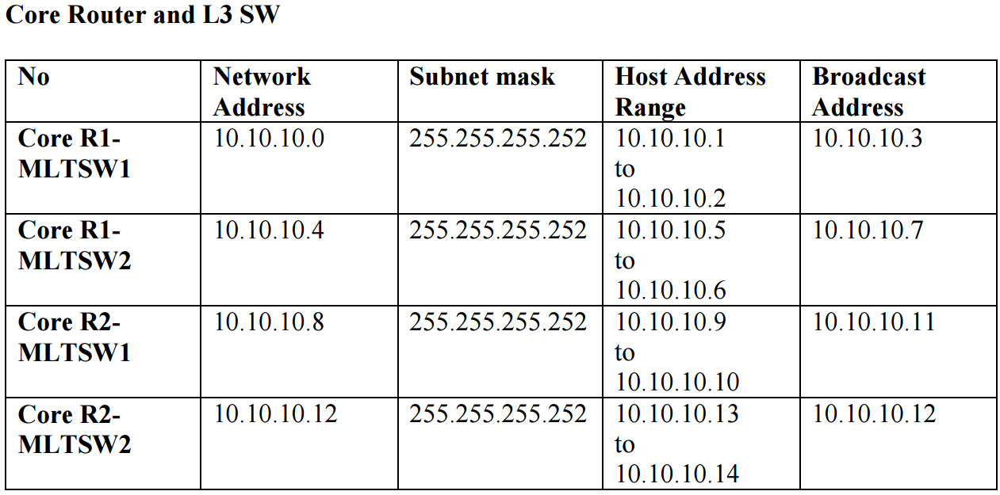 Core Router and L3 SW
No
Network
Address
Subnet mask
Host Address
Range
Broadcast
Address
Core R1-
MLTSW1
10.10.10.0
255.255.255.252
10.10.10.1
to
10.10.10.2
10.10.10.3
Core R1-
MLTSW2
10.10.10.4
255.255.255.252
10.10.10.5
to
10.10.10.6
10.10.10.7
Core R2-
MLTSW1
10.10.10.8
255.255.255.252
10.10.10.9
to
10.10.10.10
10.10.10.11
Core R2-
MLTSW2
10.10.10.12
255.255.255.252
10.10.10.13
to
10.10.10.14
10.10.10.12